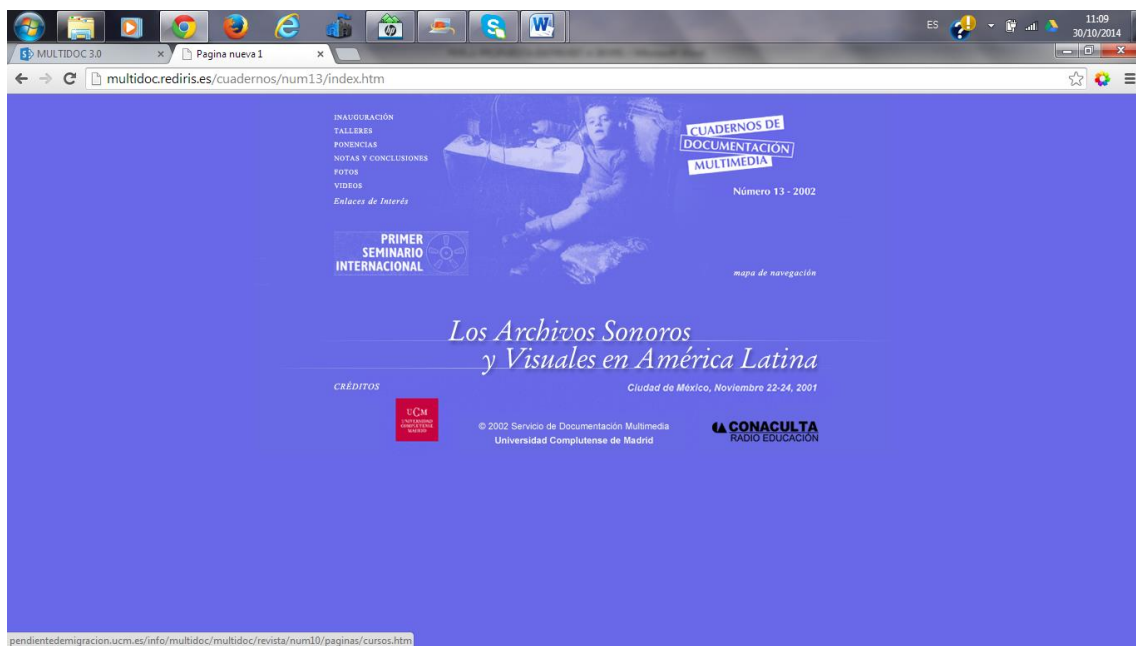 ES
11:09
30/10/2014
MULTIDOC 3.0
Pagina nueva 1
multidoc.rediris.es/cuadernos/num13/index.htm
INAUGURACIÓN
TALLERES
PONENCIAS
NOTAS Y CONCLUSIONES
FOTOS
VIDEOS
Enlaces de Interés
CUADERNOS DE
DOCUMENTACIÓN
MULTIMEDIA
Número 13 - 2002
PRIMER
SEMINARIO
INTERNACIONAL
mapa de navegación
Los Archivos Sonoros
y Visuales en América Latina
CRÉDITOS
Ciudad de México, Noviembre 22-24, 2001
UCM
UNIVERSIDAD
COMPLUTENSE
MADRID
© 2002 Servicio de Documentación Multimedia
Universidad Complutense de Madrid
CONACULTA
RADIO EDUCACIÓN
pendientedemigracion.ucm.es/info/multidoc/multidoc/revista/num10/paginas/cursos.htm